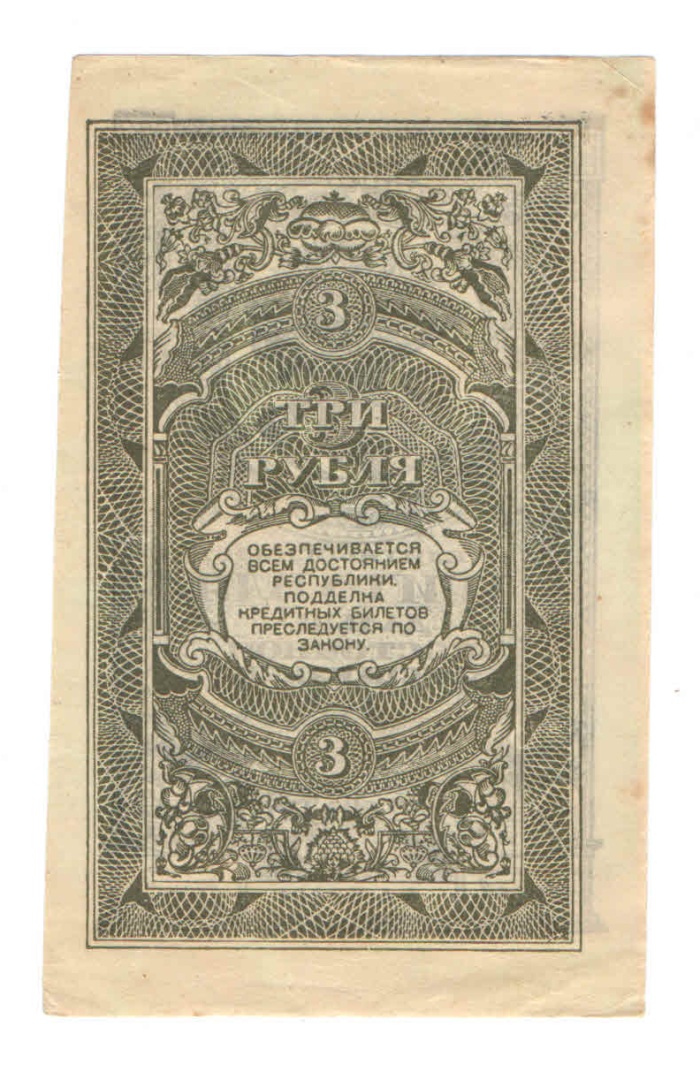 3
ТРИ
РУБЛЯ
ОБЕЗПЕЧИВАЕТСЯ
ВСЕМ ДОСТОЯНИЕМ
РЕСПУБЛИКИ.
ПОДДЕЛКА
КРЕДИТНЫХ БИЛЕТОВ
ПРЕСЛЕДУЕТСЯ ПО
ЗАКОНУ.
3